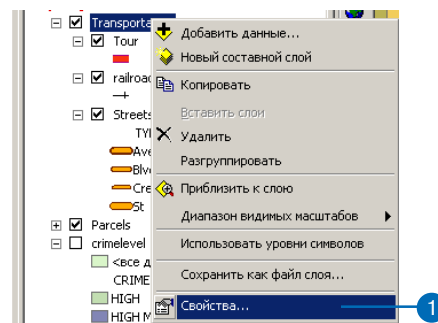 Transporta
Добавить данные...
Tour
Новый составной слой
railroad
Копировать
Streets
Вставить слои
TYI
Удалить
Ave
Разгруппировать
Blvd
Cre
Приблизить к слою
St
Диапазон видимых масштабов
Parcels
crimelevel
Использовать уровни символов
<все д
CRIME
Сохранить как файл слоя...
HIGH
Свойства...
1
HIGH M